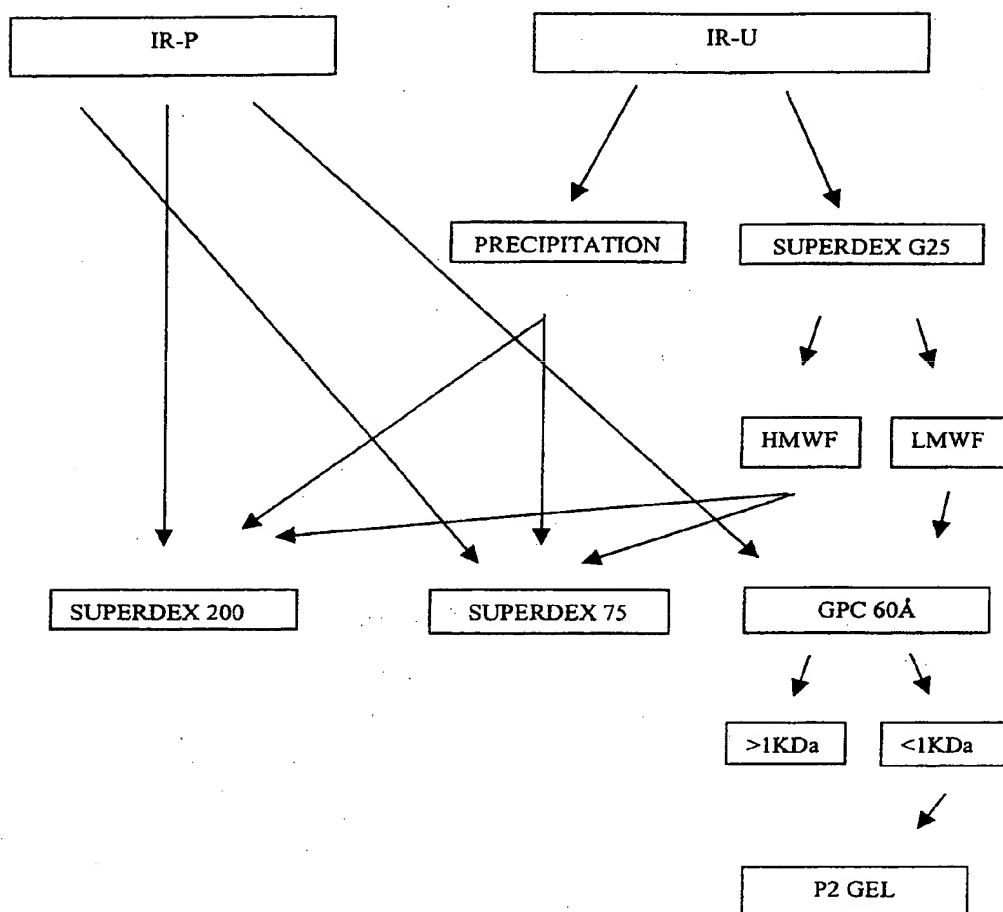 IR-P
IR-U
PRECIPITATION
SUPERDEX G25
HMWF
LMWF
SUPERDEX 200
SUPERDEX 75
GPC 60Å
>1KDa
<1KDa
P2 GEL